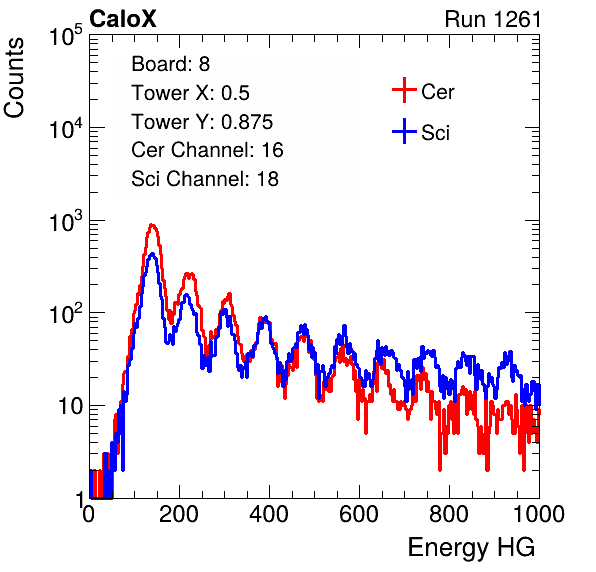 CaloX Run 1261
Counts
Board: 8
Tower X: 0.5
Tower Y: 0.875
Cer Channel: 16
Sci Channel: 18
Cer
Sci
10^5
10^4
10^3
10^2
10
1
0 200 400 600 800 1000
Energy HG